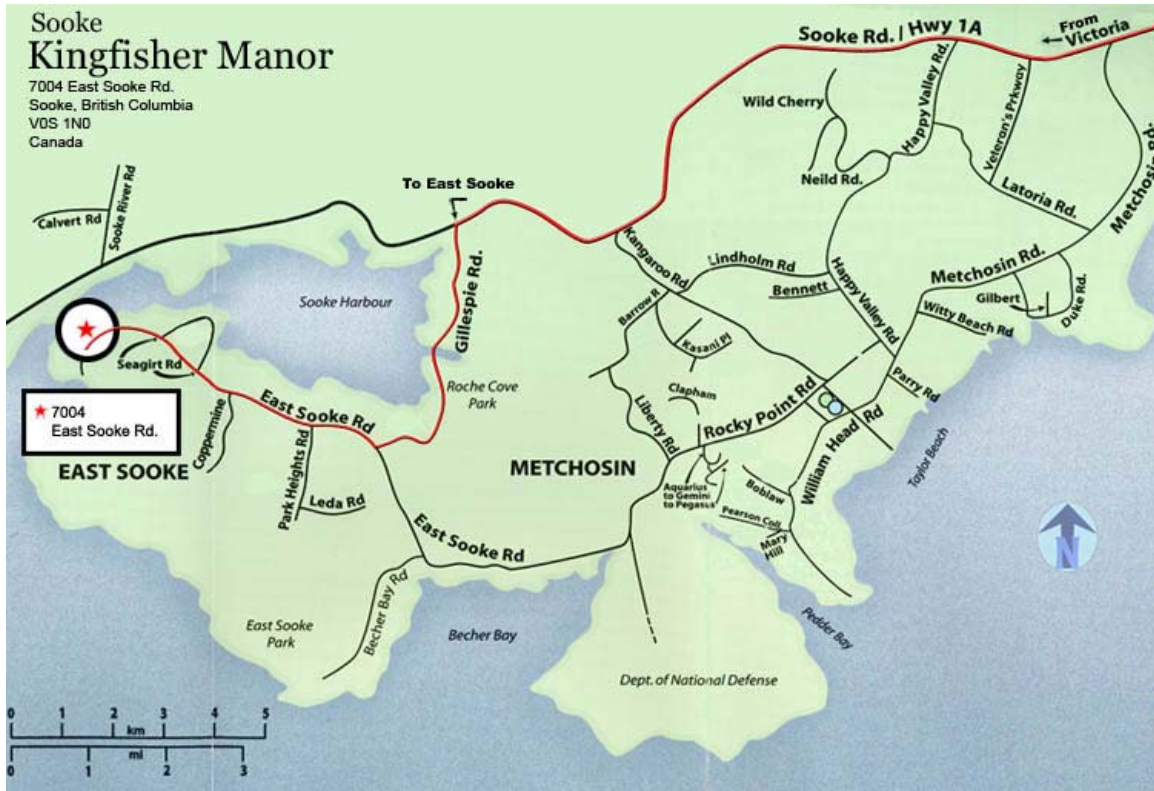 Sooke
Kingfisher Manor
7004 East Sooke Rd.
Sooke, British Columbia
V0S 1N0
Canada
Sooke Rd. / Hwy 1A
From
Victoria
Happy Valley Rd.
Wild Cherry
Neild Rd.
Veleron's Prkway
Latoria Rd.
Metchosin Rd.
To East Sooke
Calvert Rd
Sooke River Rd
Sooke Harbour
Gillespie Rd.
Kangaroo Rd
Lindholm Rd
Bennett
Happy Valley Rd
Metchosin Rd.
Gilbert
Duke Rd.
Witty Beach Rd
Barrow R
Kasani Pl
Seagirt Rd
Roche Cove
Park
Clapham
Parry Rd
7004
East Sooke Rd.
East Sooke Rd
Coppermine
Liberty Rd
Rocky Point Rd
William Head Rd
Taylor Beach
EAST SOOKE
METCHOSIN
Park Heights Rd
Leda Rd
Aquarius
to Gemini
to Pegasus
Boblaw
Pearson Coll.
Mary
Hill
East Sooke Rd
N
Becher Bay Rd
East Sooke
Park
Becher Bay
Pedder Bay
Dept. of National Defense
0 1 2 3 4 5
km
mi
0 1 2 3